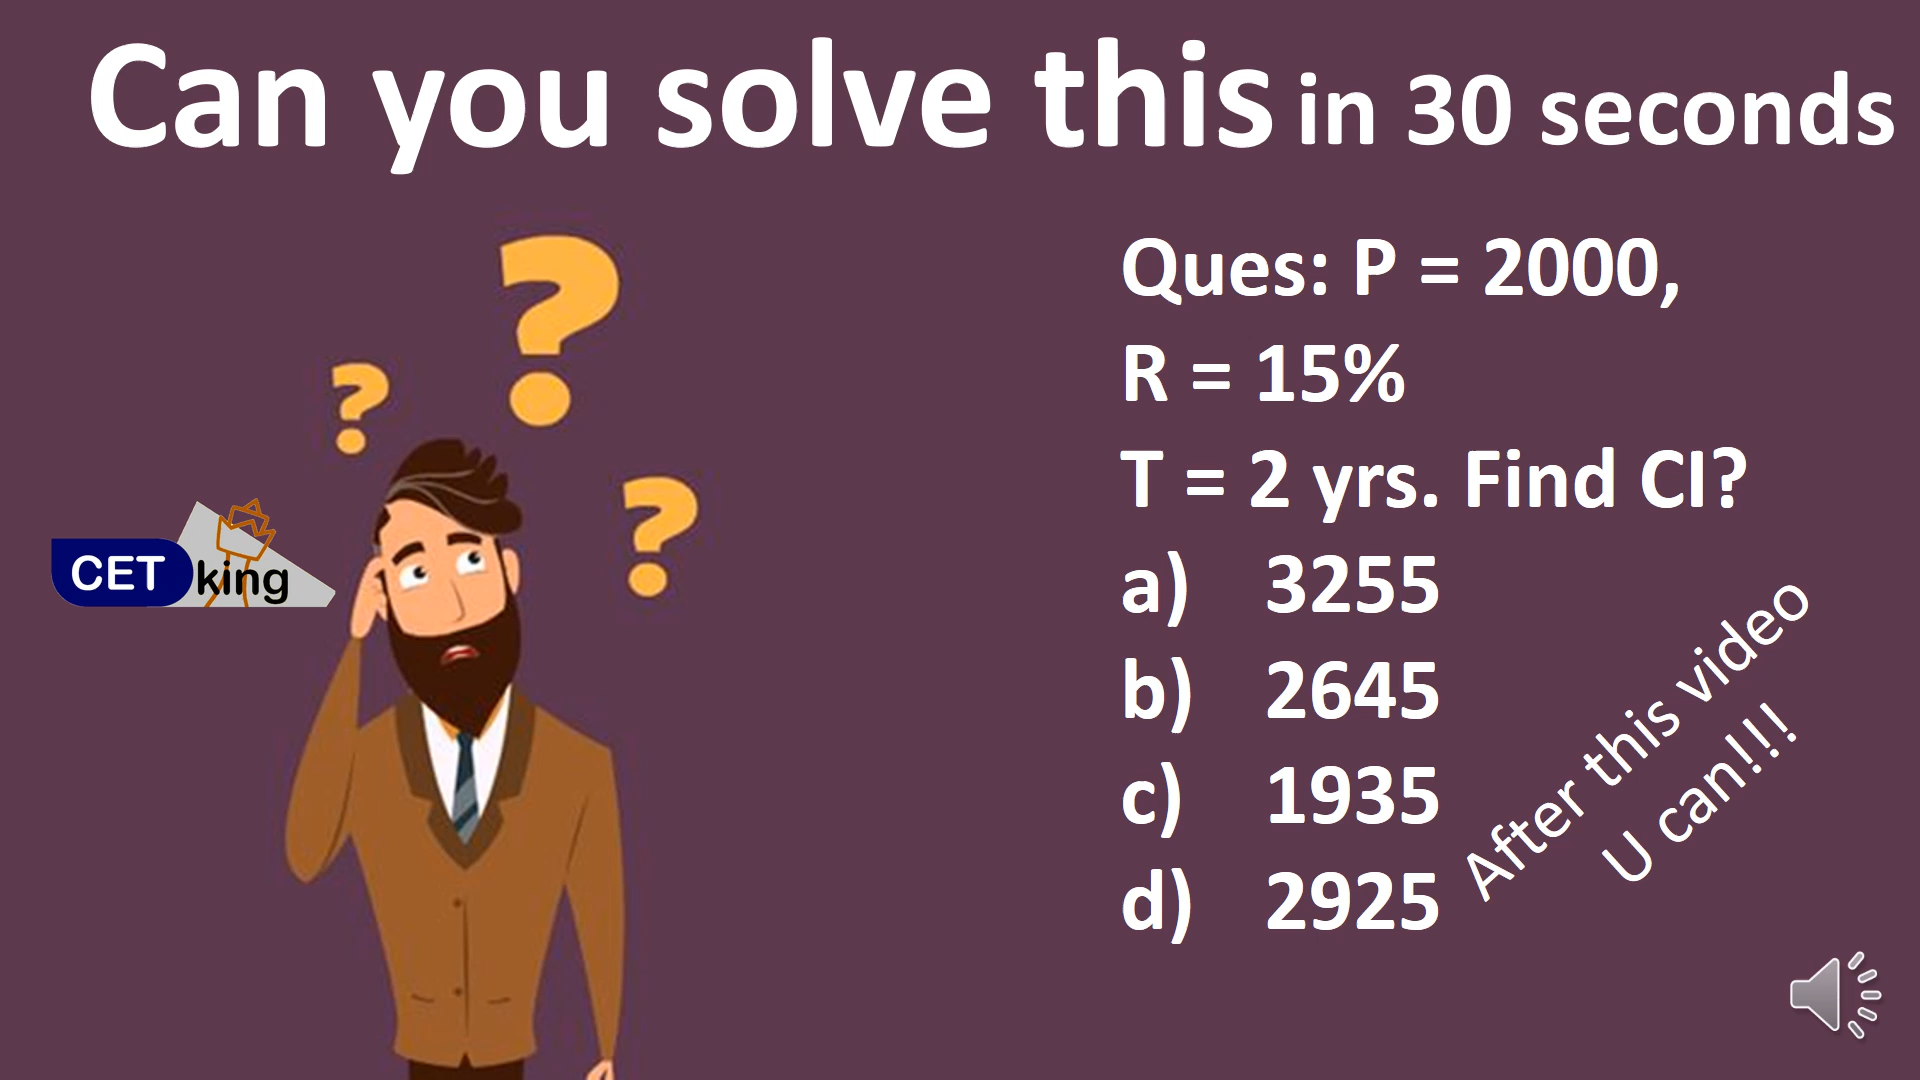 Can you solve this in 30 seconds
Ques: P = 2000,
R = 15%
T = 2 yrs. Find CI?
a) 3255
b) 2645
c) 1935
d) 2925
After this video
U can!!!
CET king